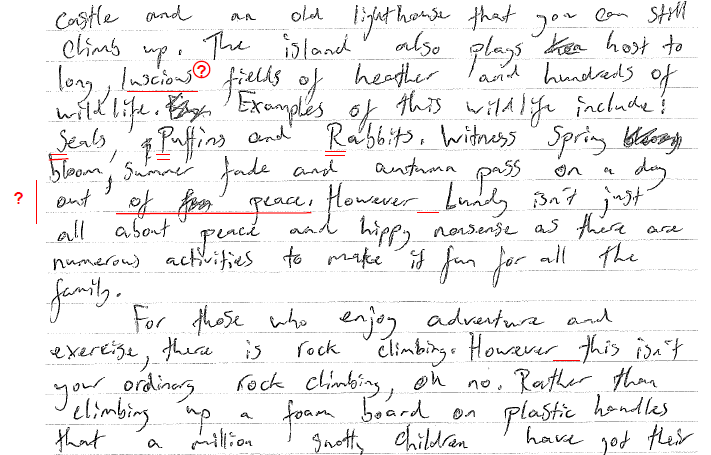 castle and an old lighthouse that you can still
climb up. The island also plays host to
long, luscious ? fields of heather and hundreds of
wildlife. Examples of this wildlife include:
Seals, Puffins and Rabbits. Witness Spring
bloom, Summer fade and autumn pass on a day
? out of peace. However Lundy isn't just
all about peace and hippy nonsense as there are
numerous activities to make it fun for all the
family.
For those who enjoy adventure and
exercise, there is rock climbing. However this isn't
your ordinary rock climbing, oh no. Rather than
climbing up a foam board on plastic handles
that a million snotty children have got their